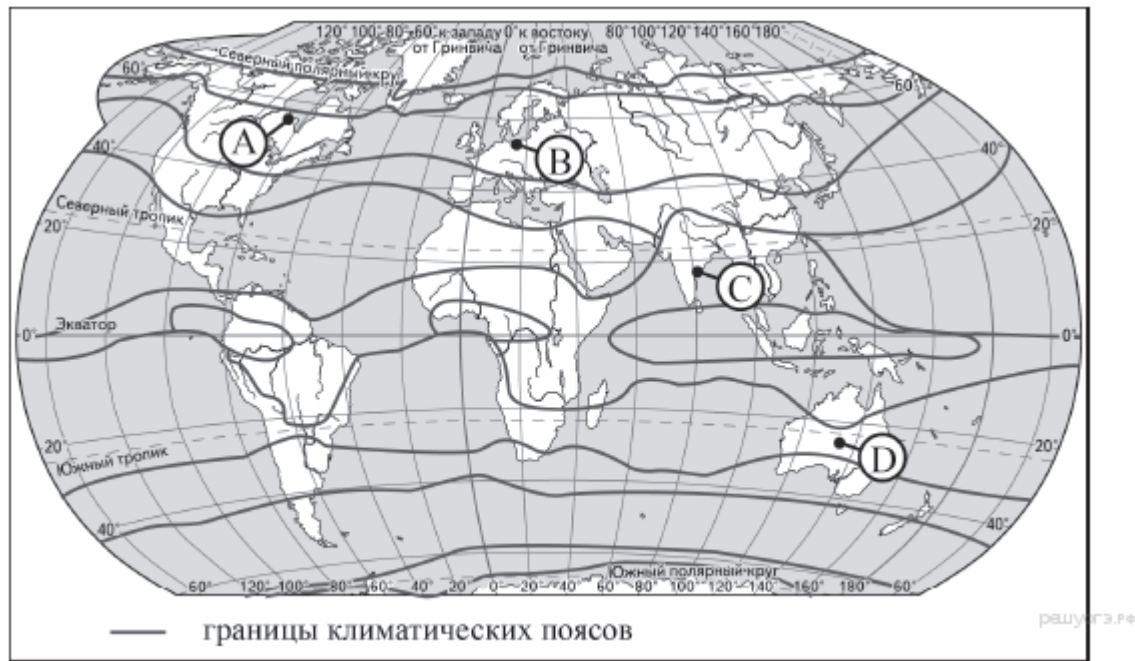 120° 100° 80° 60° к западу 0° к востоку 80° 100° 120° 140° 160° 180°
от Гринвича от Гринвича
Северный полярный круг
60°
60°
A
B
40°
40°
Северный тропик
20°
20°
C
Экватор
0°
0°
D
20°
20°
Южный тропик
40°
40°
Южный полярный круг
60° 120° 100° 80° 60° 40° 20° 0° 20° 40° 60° 80° 100° 120° 140° 160° 180° 60°
границы климатических поясов
решуогэ.рф